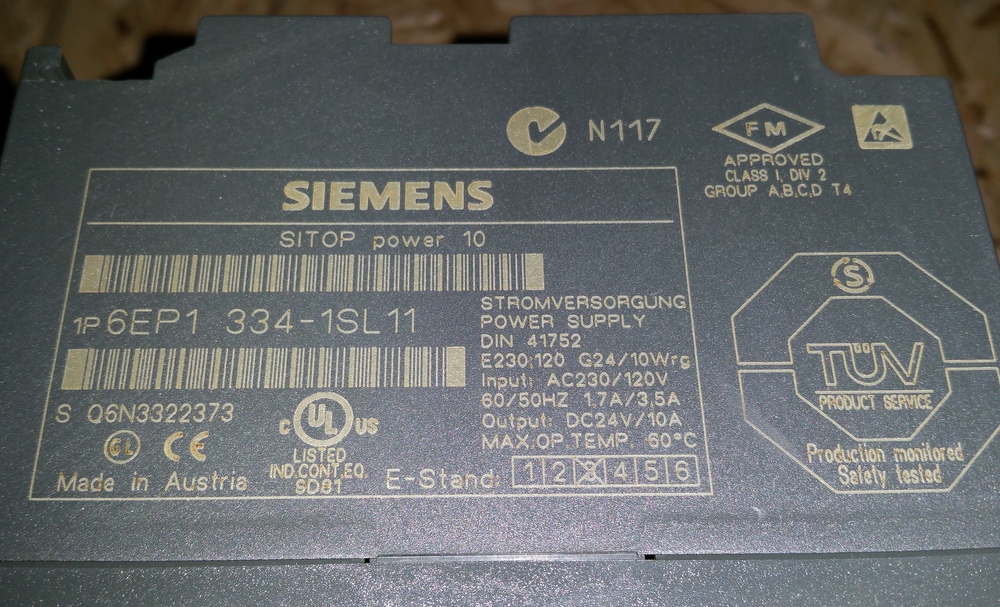 N117
FM
APPROVED
CLASS I, DIV 2
GROUP A,B,C,D T4
SIEMENS
SITOP power 10
1P 6EP1 334-1SL11
S Q6N3322373
GL CE
C UL US
LISTED
IND.CONT.EQ.
Made in Austria
STROMVERSORGUNG
POWER SUPPLY
DIN 41752
E230;120 G24/10Wrg
Input: AC230/120V
60/50HZ 1.7A/3.5A
Output: DC24V/10A
MAX.OP.TEMP. 60°C
E-Stand: 1 2 3 4 5 6
S
TÜV
PRODUCT SERVICE
Production monitored
Safety tested